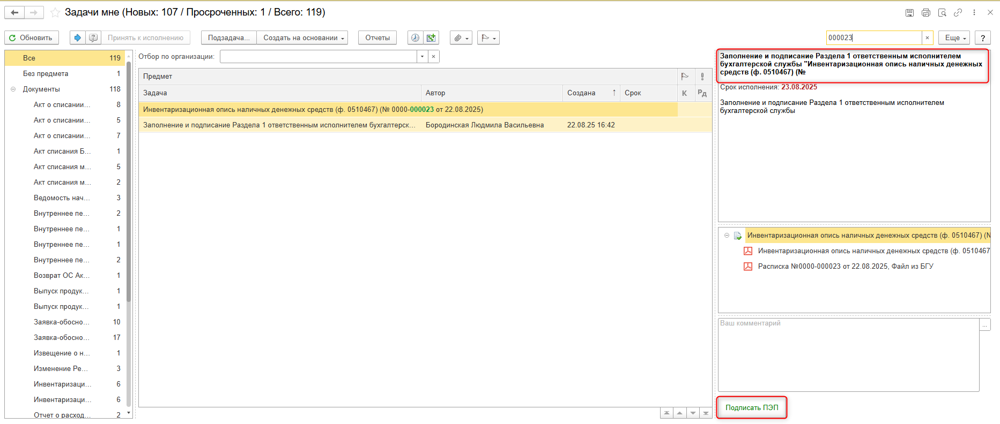 Задачи мне (Новых: 107 / Просроченных: 1 / Всего: 119)
Обновить
Принять к исполнению
Подзадача...
Создать на основании
Отчеты
000023
×
Еще
?
Все 119
Без предмета 1
Документы 118
Акт о списании... 8
Акт о списании... 5
Акт о списании... 7
Акт списания Б... 1
Акт списания м... 5
Акт списания м... 2
Ведомость нач... 3
Внутреннее пе... 2
Внутреннее пе... 1
Внутреннее пе... 1
Внутреннее пе... 2
Возврат ОС Ак... 1
Выпуск продук... 1
Выпуск продук... 1
Заявка-обосно... 10
Заявка-обосно... 17
Извещение о н... 1
Изменение Ре... 3
Инвентаризаци... 6
Инвентаризаци... 6
Отчет о расход... 2
Отбор по организации:
×
Предмет
Задача Автор Создана ↑ Срок К Рд
Инвентаризационная опись наличных денежных средств (ф. 0510467) (№ 0000-000023 от 22.08.2025)
Заполнение и подписание Раздела 1 ответственным исполнителем бухгалтерск... Бородинская Людмила Васильевна 22.08.25 16:42
Заполнение и подписание Раздела 1 ответственным исполнителем
бухгалтерской службы "Инвентаризационная опись наличных денежных
средств (ф. 0510467) (№
Срок исполнения: 23.08.2025
Заполнение и подписание Раздела 1 ответственным исполнителем
бухгалтерской службы
Инвентаризационная опись наличных денежных средств (ф. 0510467) (№
Инвентаризационная опись наличных денежных средств (ф. 0510467
Расписка №0000-000023 от 22.08.2025, Файл из БГУ
Ваш комментарий
...
Подписать ПЭП